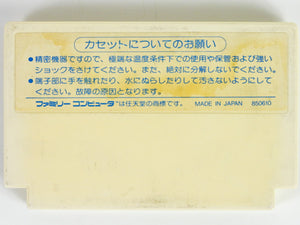 カセットについてのお願い
●精密機器ですので、極端な温度条件下での使用や保管および強い
ショックをさけてください。また、絶対に分解しないでください。
●端子部に手を触れたり、水にぬらしたりして汚さないようにして
ください。故障の原因となります。
ファミリーコンピュータは任天堂の商標です。 MADE IN JAPAN 850610